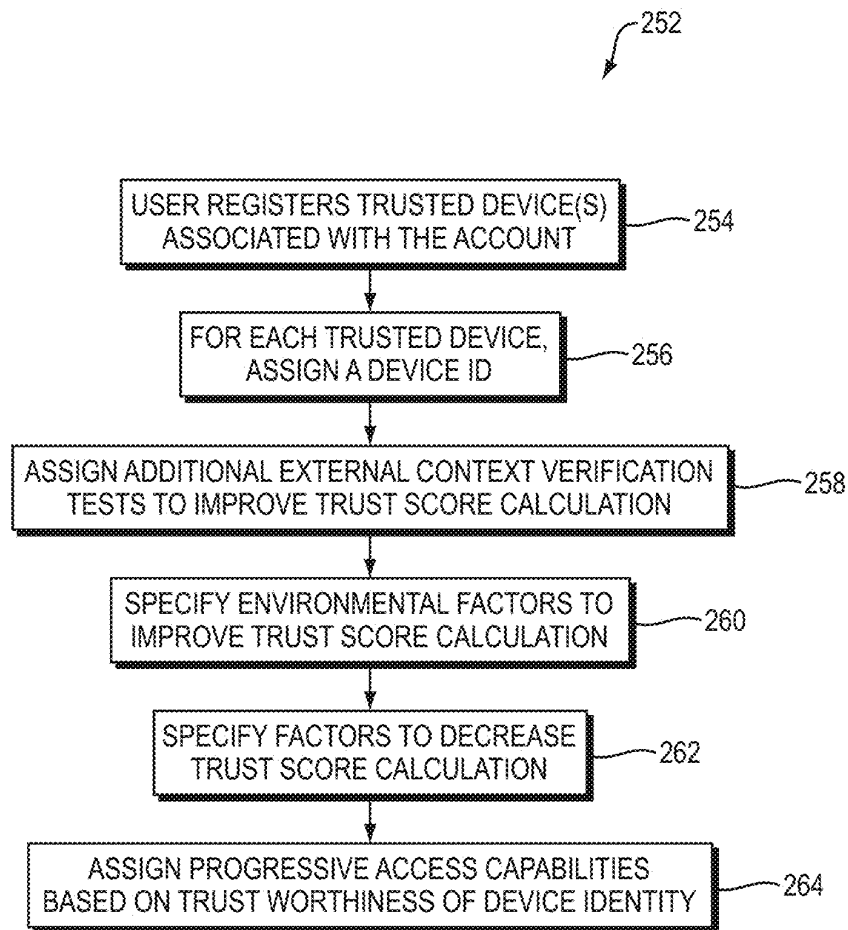 252
USER REGISTERS TRUSTED DEVICE(S)
ASSOCIATED WITH THE ACCOUNT
254
FOR EACH TRUSTED DEVICE,
ASSIGN A DEVICE ID
256
ASSIGN ADDITIONAL EXTERNAL CONTEXT VERIFICATION
TESTS TO IMPROVE TRUST SCORE CALCULATION
258
SPECIFY ENVIRONMENTAL FACTORS TO
IMPROVE TRUST SCORE CALCULATION
260
SPECIFY FACTORS TO DECREASE
TRUST SCORE CALCULATION
262
ASSIGN PROGRESSIVE ACCESS CAPABILITIES
BASED ON TRUST WORTHINESS OF DEVICE IDENTITY
264